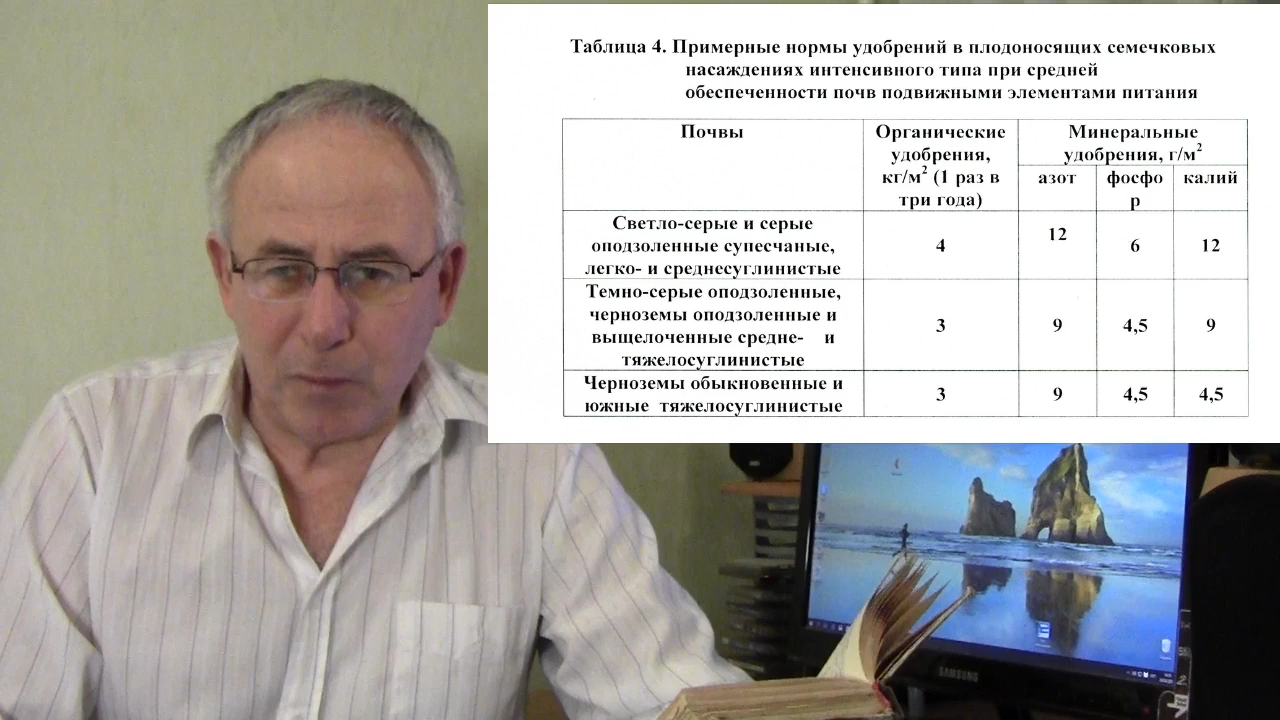 Таблица 4. Примерные нормы удобрений в плодоносящих семечковых
насаждениях интенсивного типа при средней
обеспеченности почв подвижными элементами питания
Почвы
Органические
удобрения,
кг/м² (1 раз в
три года)
Минеральные
удобрения, г/м²
азот
фосфо
р
калий
Светло-серые и серые
оподзоленные супесчаные,
легко- и среднесуглинистые
4
12
6
12
Темно-серые оподзоленные,
черноземы оподзоленные и
выщелоченные средне- и
тяжелосуглинистые
3
9
4,5
9
Черноземы обыкновенные и
южные тяжелосуглинистые
3
9
4,5
4,5
SAMSUNG